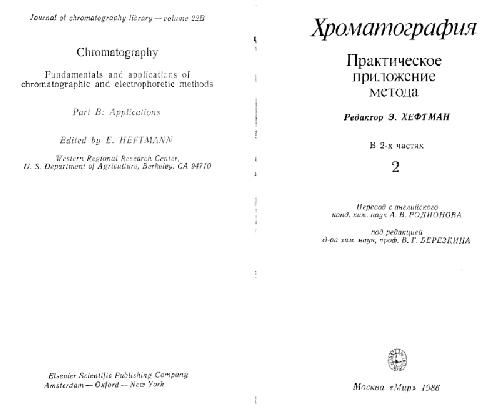 Journal of chromatography library — volume 22B
Chromatography
Fundamentals and applications of
chromatographic and electrophoretic methods
Part B: Applications
Edited by E. HEFTMANN
Western Regional Research Center,
U. S. Department of Agriculture, Berkeley, CA 94710
Elsevier Scientific Publishing Company
Amsterdam — Oxford — New York
Хроматография
Практическое
приложение
метода
Редактор Э. ХЕФТМАН
В 2-х частях
2
Перевод с английского
канд. хим. наук А. В. РОДИОНОВА
под редакцией
д-ра хим. наук, проф. В. Г. БЕРЕЗКИНА
Москва «Мир» 1986